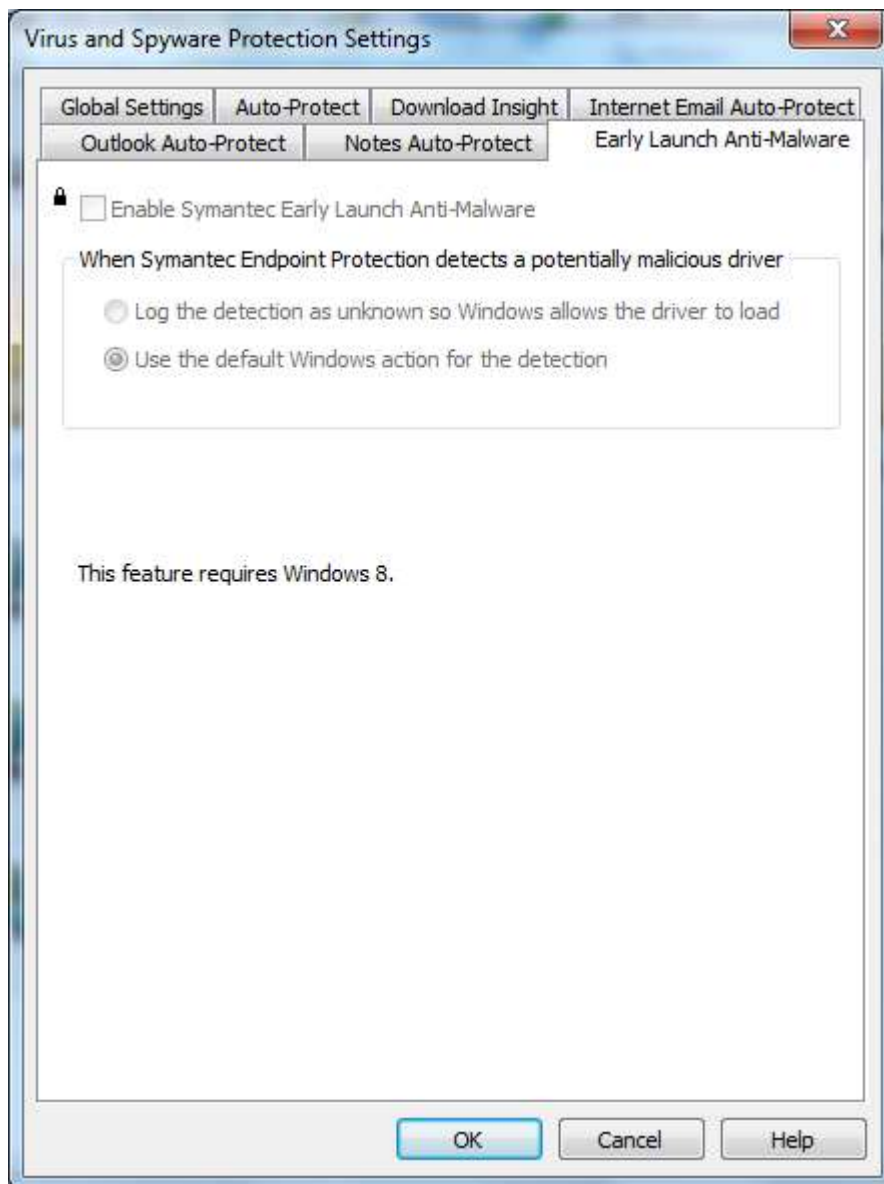 Virus and Spyware Protection Settings
Global Settings Auto-Protect Download Insight Internet Email Auto-Protect
Outlook Auto-Protect Notes Auto-Protect Early Launch Anti-Malware
Enable Symantec Early Launch Anti-Malware
When Symantec Endpoint Protection detects a potentially malicious driver
Log the detection as unknown so Windows allows the driver to load
Use the default Windows action for the detection
This feature requires Windows 8.
OK Cancel Help